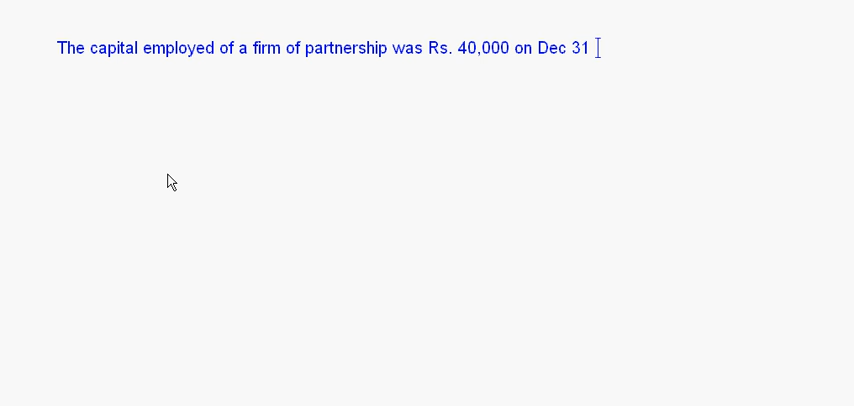 The capital employed of a firm of partnership was Rs. 40,000 on Dec 31